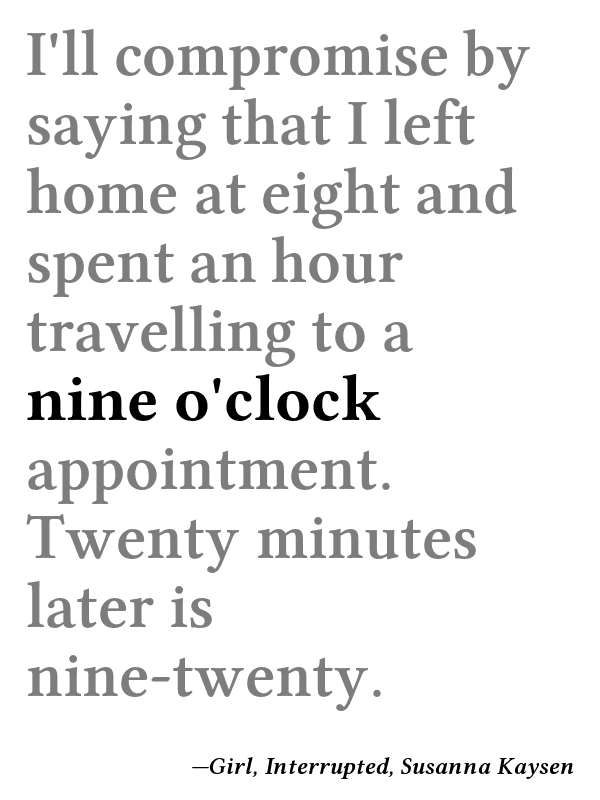 I'll compromise by
saying that I left
home at eight and
spent an hour
travelling to a
nine o'clock
appointment.
Twenty minutes
later is
nine-twenty.
—Girl, Interrupted, Susanna Kaysen